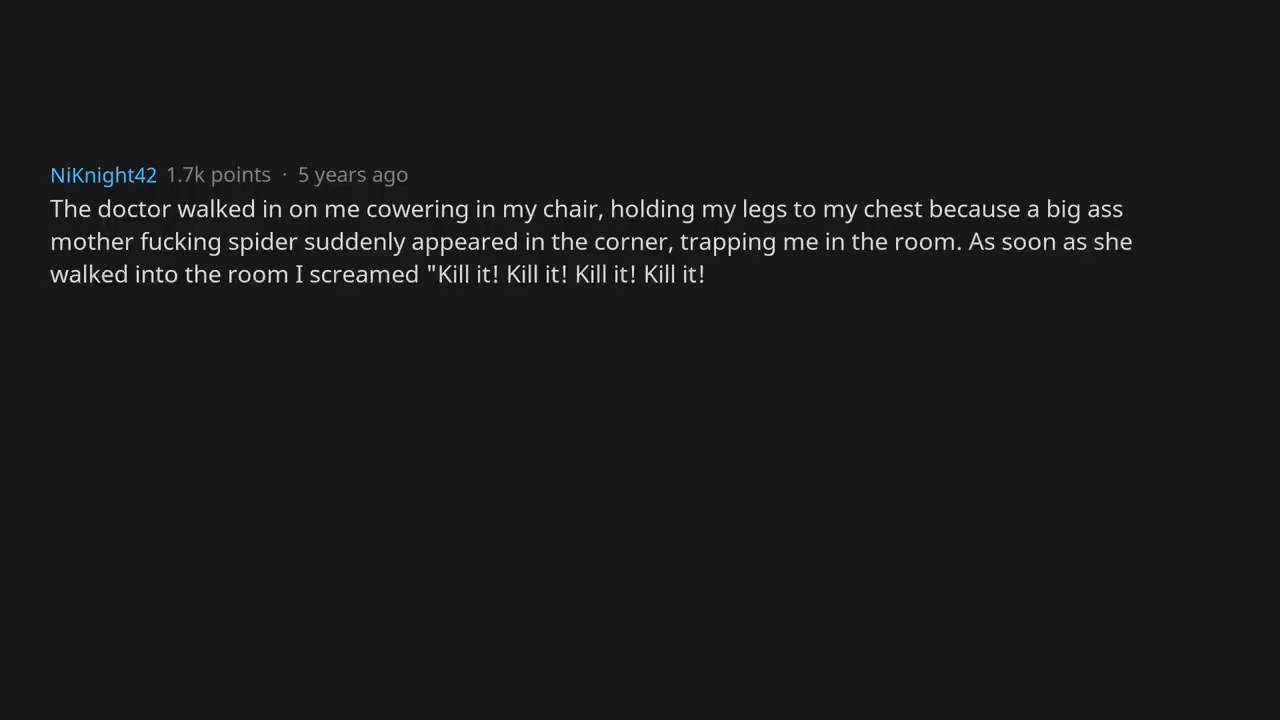 NiKnight42 1.7k points · 5 years ago
The doctor walked in on me cowering in my chair, holding my legs to my chest because a big ass
mother fucking spider suddenly appeared in the corner, trapping me in the room. As soon as she
walked into the room I screamed "Kill it! Kill it! Kill it! Kill it!